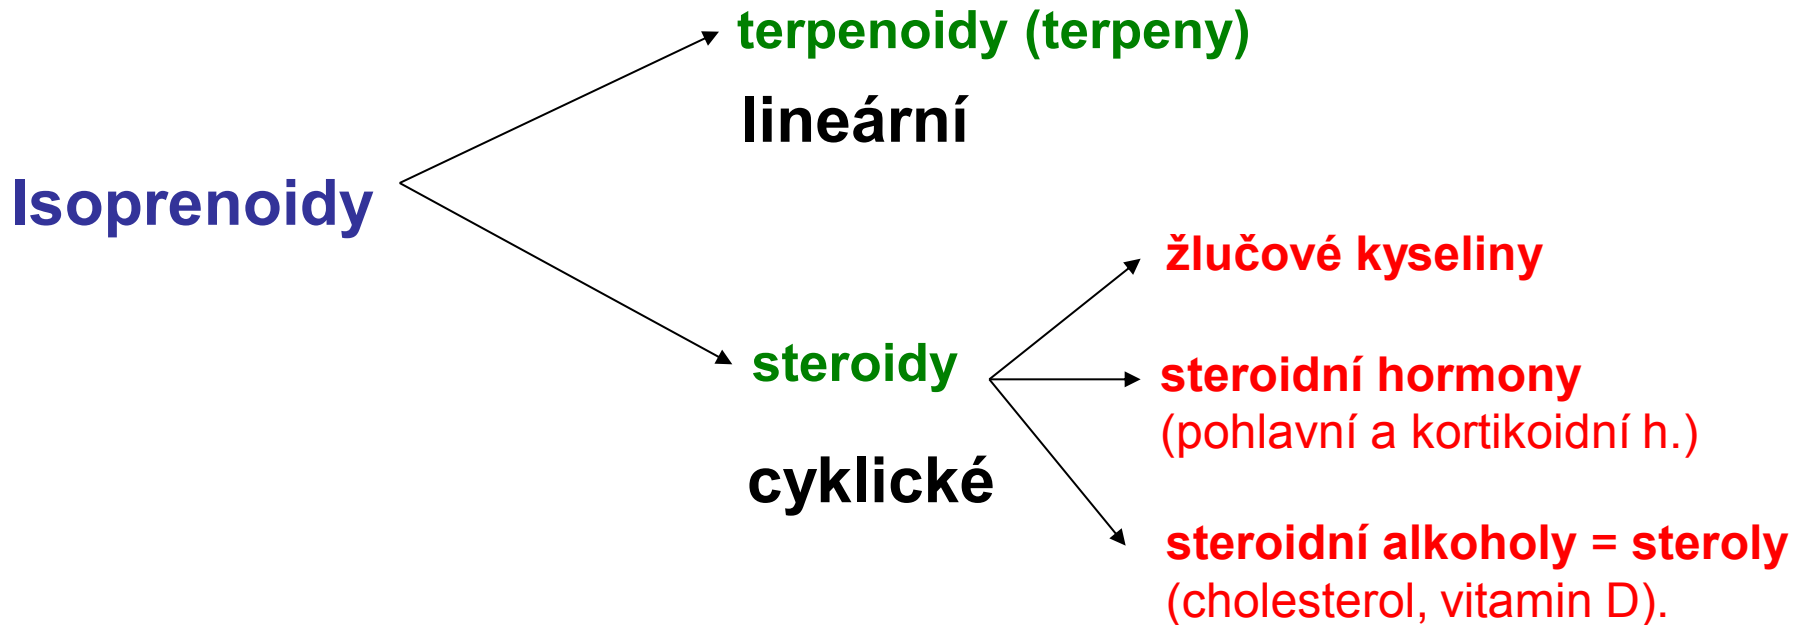 terpenoidy (terpeny)
lineární
Isoprenoidy
žlučové kyseliny
steroidy
steroidní hormony
(pohlavní a kortikoidní h.)
cyklické
steroidní alkoholy = steroly
(cholesterol, vitamin D).